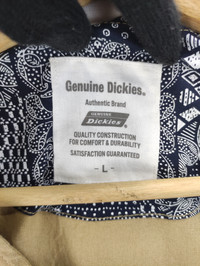 Genuine Dickies.
Authentic Brand
GENUINE
Dickies
QUALITY CONSTRUCTION
FOR COMFORT & DURABILITY
SATISFACTION GUARANTEED
- L -